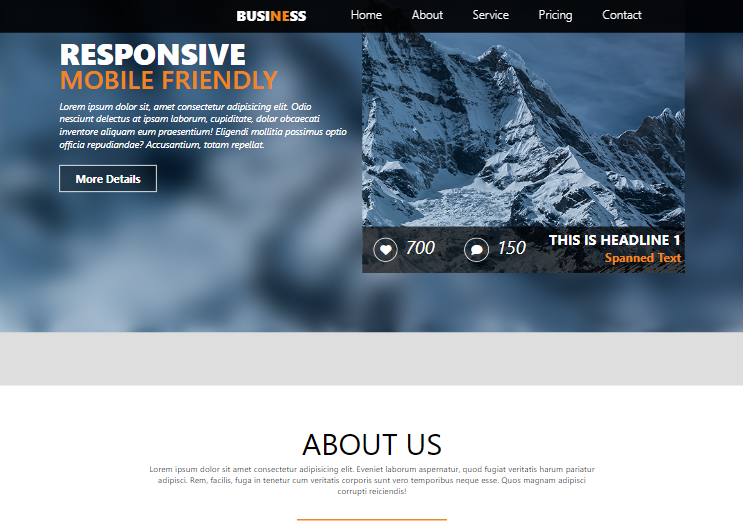 BUSINESS
Home
About
Service
Pricing
Contact
RESPONSIVE
MOBILE FRIENDLY
Lorem ipsum dolor sit, amet consectetur adipisicing elit. Odio
nesciunt delectus at ipsam laborum, cupiditate, dolor obcaecati
inventore aliquam eum praesentium! Eligendi mollitia possimus optio
officia repudiandae? Accusantium, totam repellat.
More Details
700
150
THIS IS HEADLINE 1
Spanned Text
ABOUT US
Lorem ipsum dolor sit amet consectetur adipisicing elit. Eveniet laborum aspernatur, quod fugiat veritatis harum pariatur
adipisci. Rem, facilis, fuga in tenetur cum veritatis corporis sunt vero temporibus neque esse. Quos magnam adipisci
corrupti reiciendis!